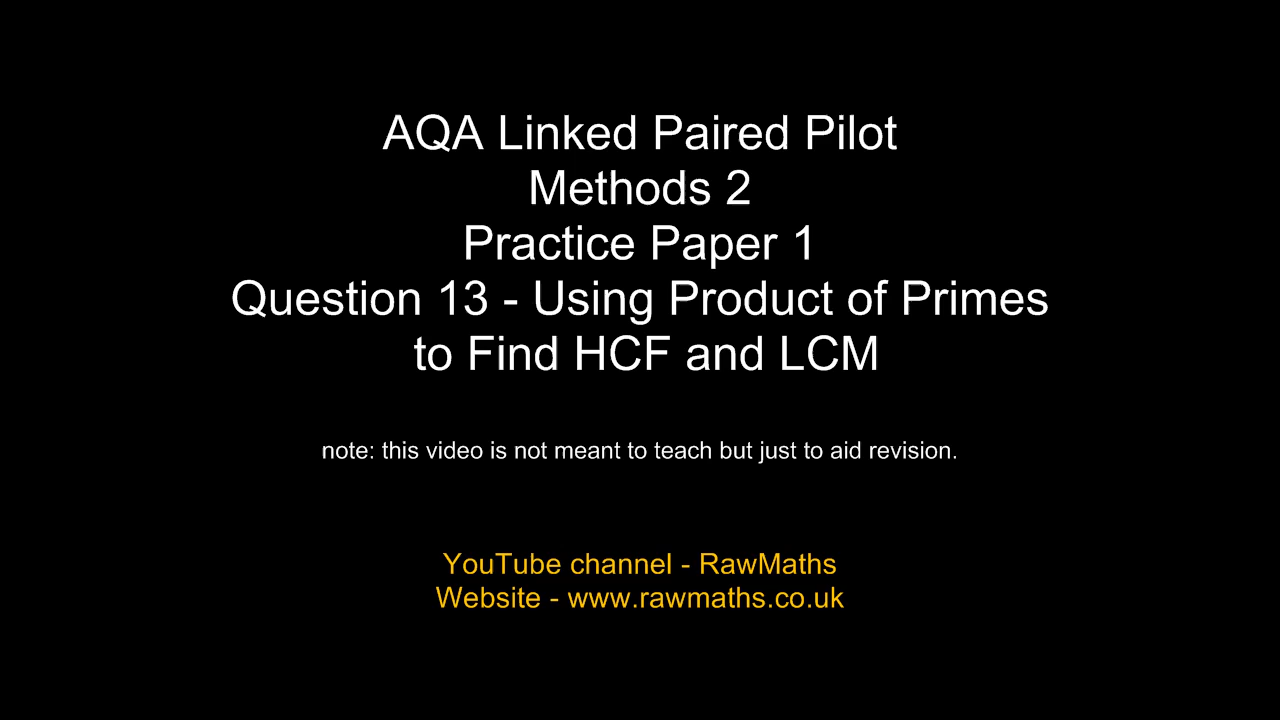 AQA Linked Paired Pilot
Methods 2
Practice Paper 1
Question 13 - Using Product of Primes
to Find HCF and LCM
note: this video is not meant to teach but just to aid revision.
YouTube channel - RawMaths
Website - www.rawmaths.co.uk